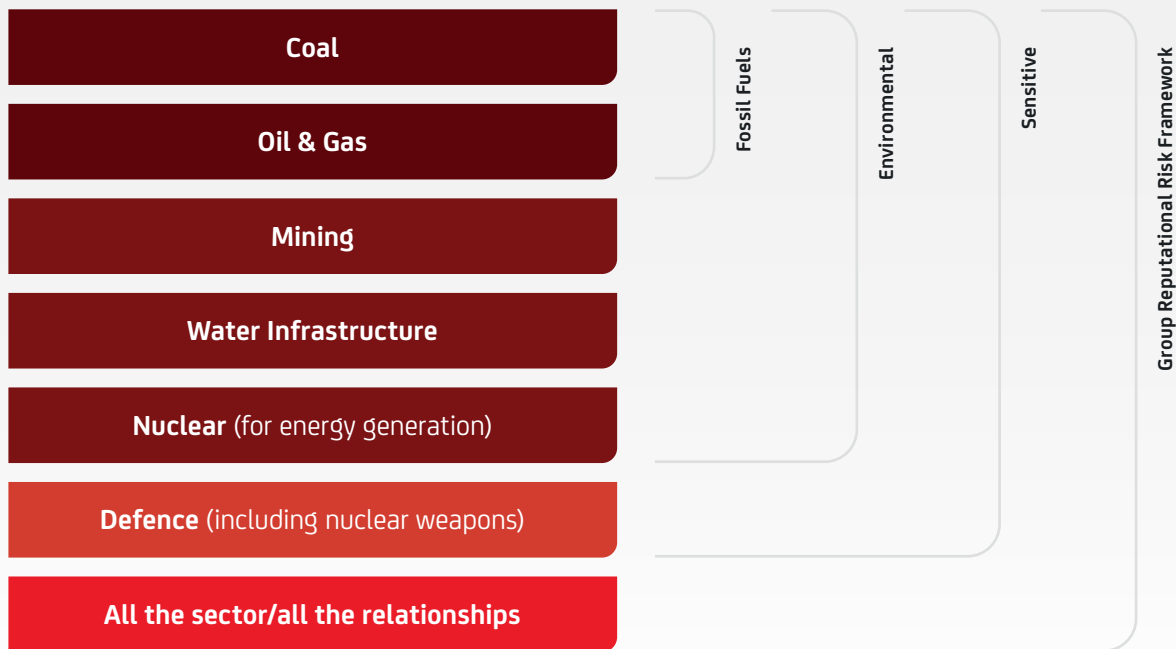 Coal
Oil & Gas
Mining
Water Infrastructure
Nuclear (for energy generation)
Defence (including nuclear weapons)
All the sector/all the relationships
Fossil Fuels
Environmental
Sensitive
Group Reputational Risk Framework